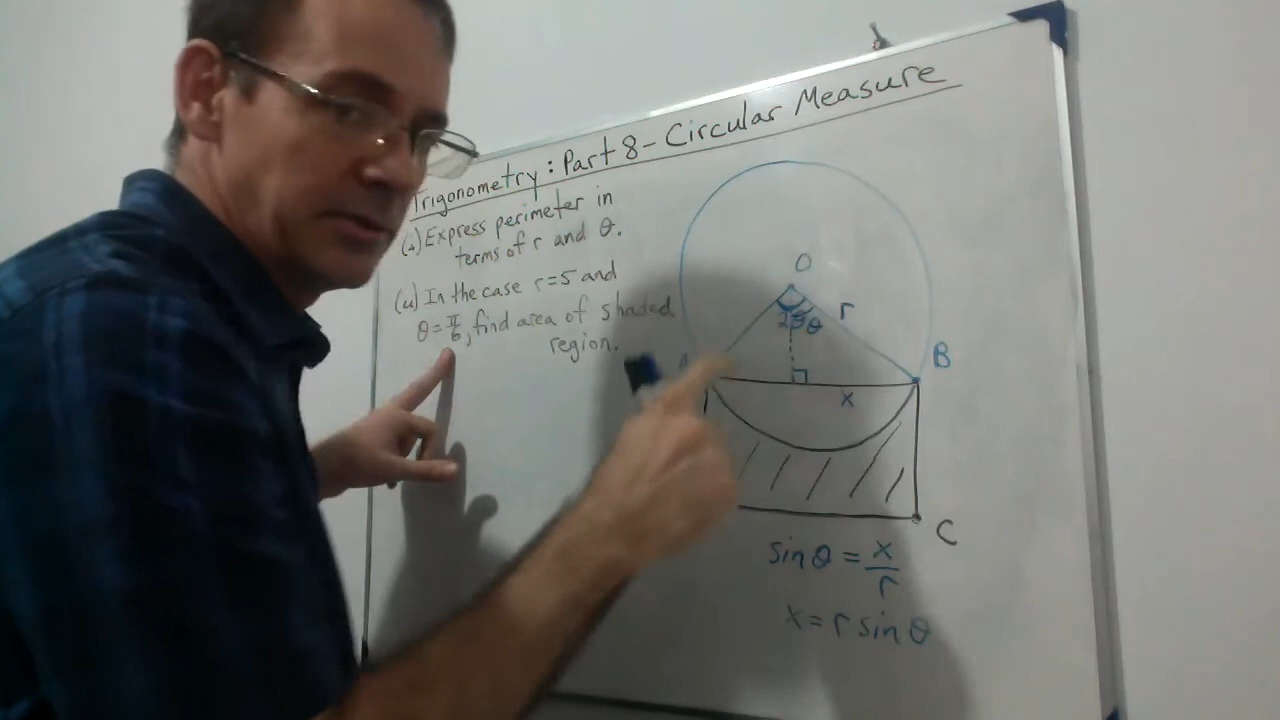 Trigonometry: Part 8 - Circular Measure
(i) Express perimeter in
terms of r and θ.
(ii) In the case r=5 and
θ=π/6, find area of shaded
region.
O
r
2θ θ
B
x
C
sinθ = x/r
x = r sinθ